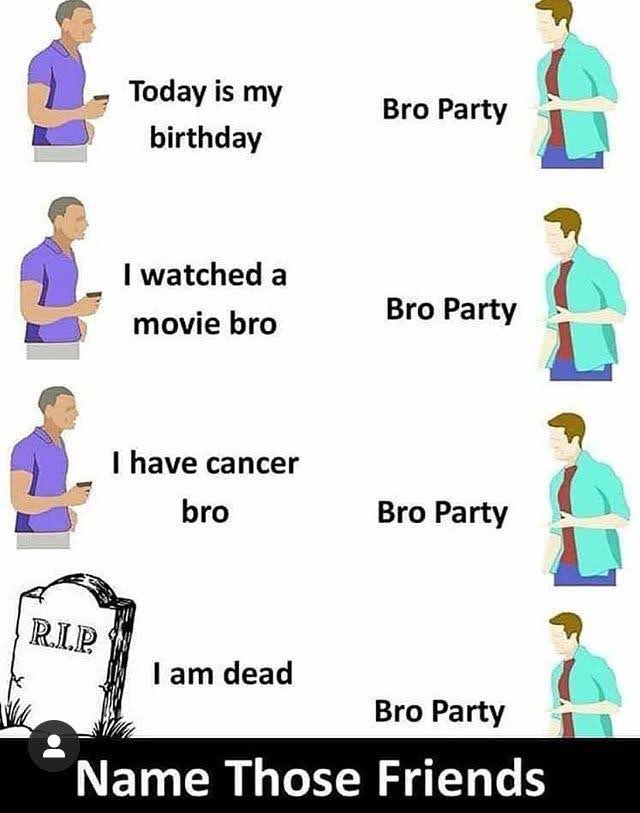 Today is my
birthday
Bro Party
I watched a
movie bro
Bro Party
I have cancer
bro
Bro Party
R.I.P.
I am dead
Bro Party
Name Those Friends